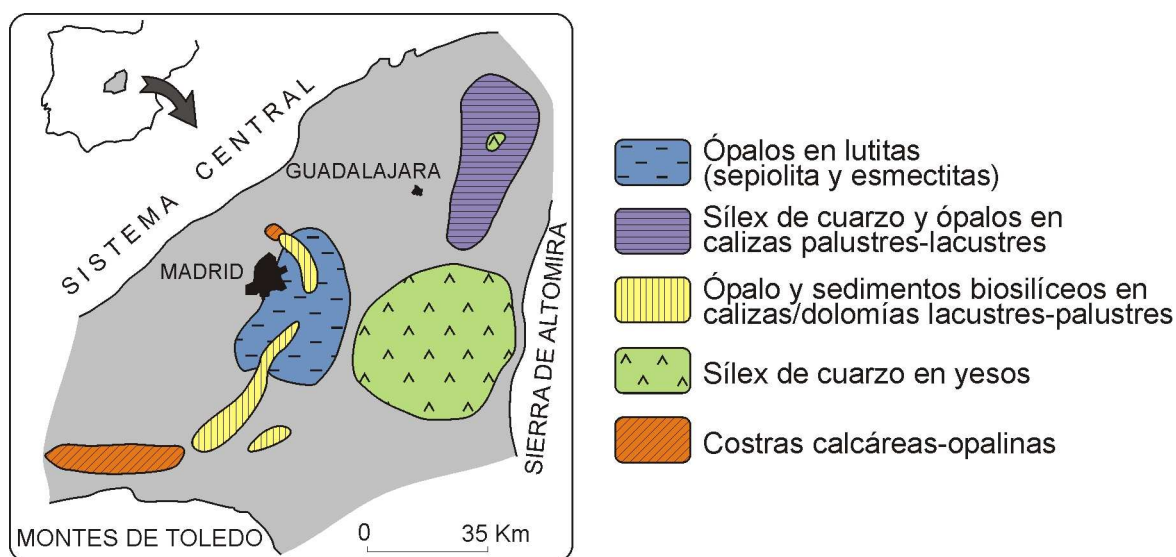 SISTEMA CENTRAL
GUADALAJARA
MADRID
SIERRA DE ALTOMIRA
MONTES DE TOLEDO
0 35 Km
Ópalos en lutitas
(sepiolita y esmectitas)
Sílex de cuarzo y ópalos en
calizas palustres-lacustres
Ópalo y sedimentos biosilíceos en
calizas/dolomías lacustres-palustres
Sílex de cuarzo en yesos
Costras calcáreas-opalinas